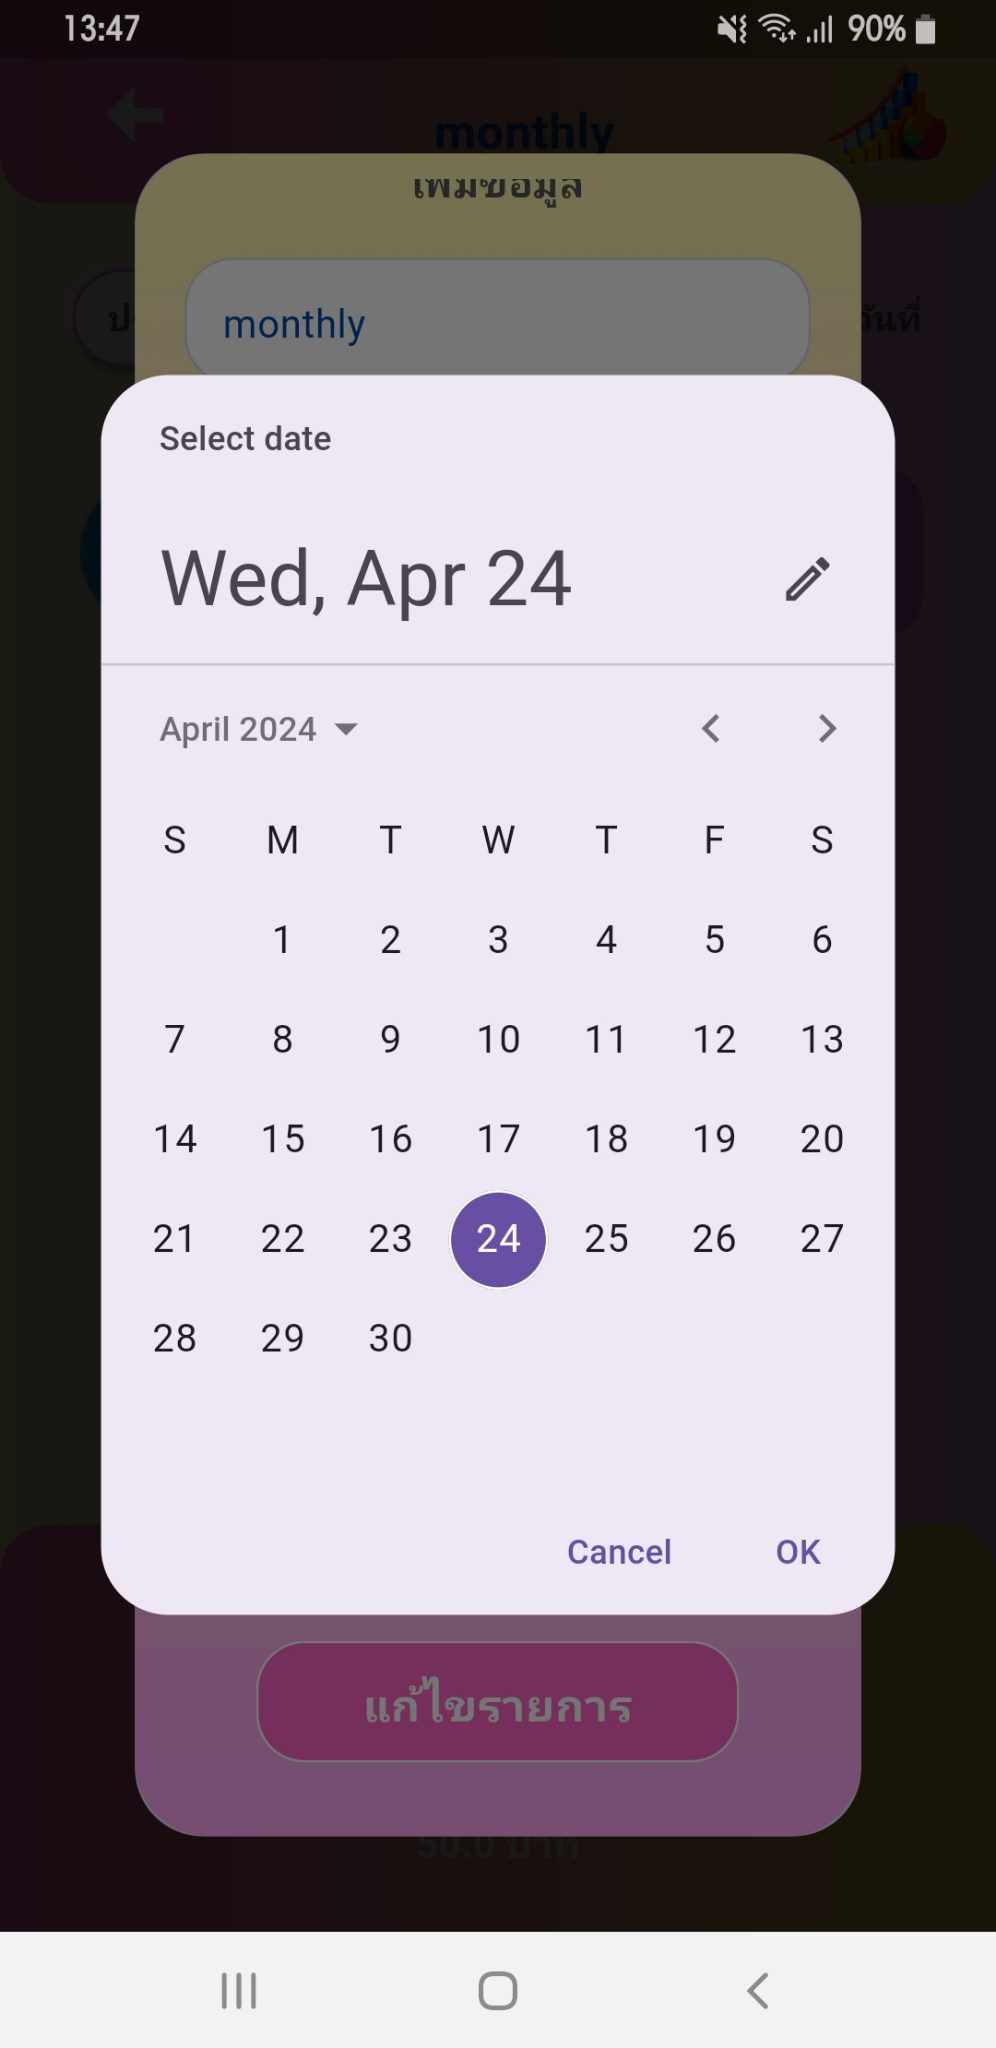 13:47 90%
monthly
เพิ่มข้อมูล
monthly
วันที่
Select date
Wed, Apr 24
April 2024
S M T W T F S
1 2 3 4 5 6
7 8 9 10 11 12 13
14 15 16 17 18 19 20
21 22 23 24 25 26 27
28 29 30
Cancel OK
แก้ไขรายการ
50.0 บาท